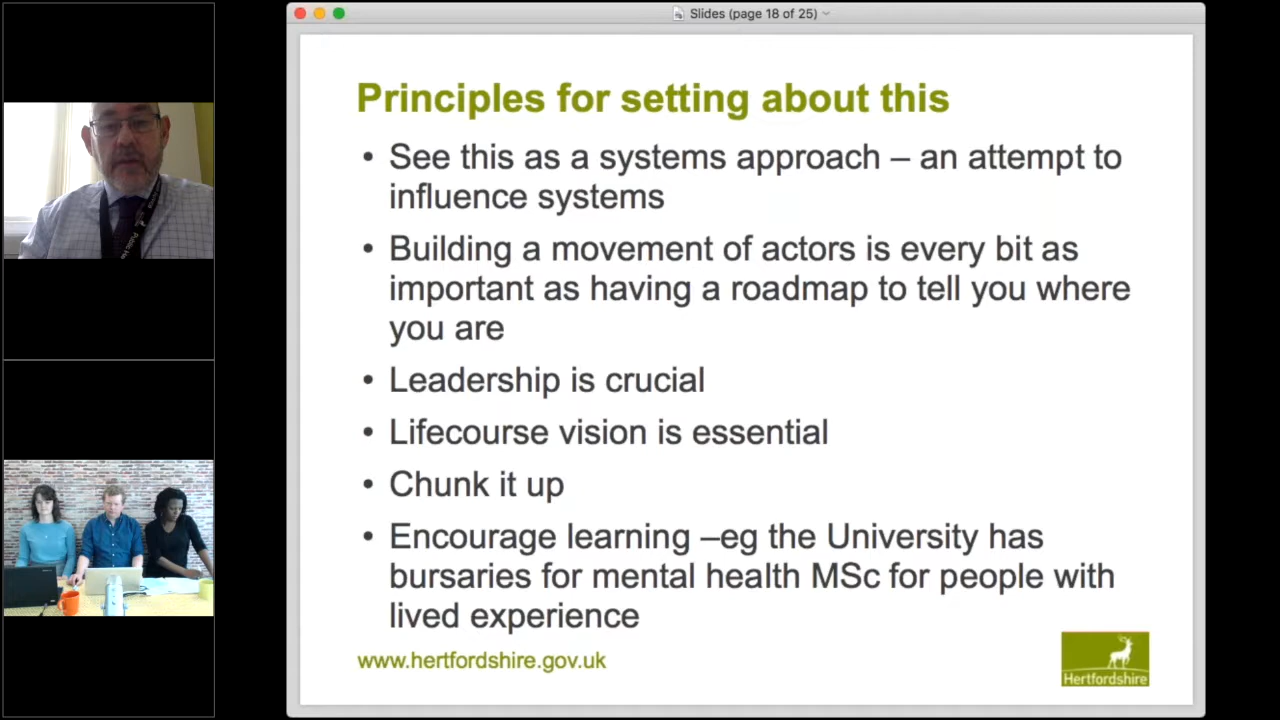 Slides (page 18 of 25)
Principles for setting about this
• See this as a systems approach – an attempt to
influence systems
• Building a movement of actors is every bit as
important as having a roadmap to tell you where
you are
• Leadership is crucial
• Lifecourse vision is essential
• Chunk it up
• Encourage learning –eg the University has
bursaries for mental health MSc for people with
lived experience
www.hertfordshire.gov.uk
Hertfordshire